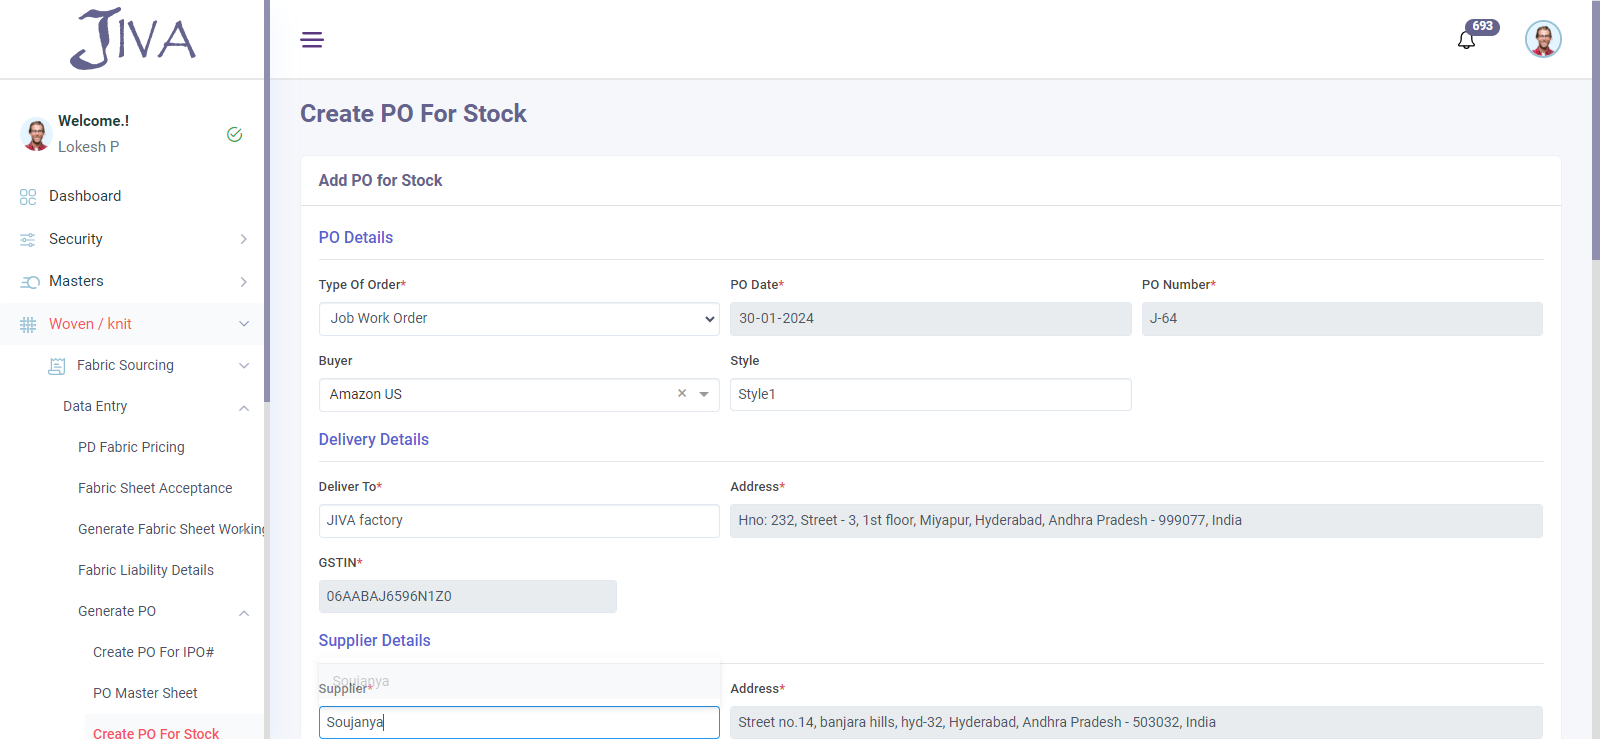 JIVA
693
Welcome.!
Lokesh P
Dashboard
Security
Masters
Woven / knit
Fabric Sourcing
Data Entry
PD Fabric Pricing
Fabric Sheet Acceptance
Generate Fabric Sheet Working
Fabric Liability Details
Generate PO
Create PO For IPO#
PO Master Sheet
Create PO For Stock
Create PO For Stock
Add PO for Stock
PO Details
Type Of Order* PO Date* PO Number*
Job Work Order 30-01-2024 J-64
Buyer Style
Amazon US × Style1
Delivery Details
Deliver To* Address*
JIVA factory Hno: 232, Street - 3, 1st floor, Miyapur, Hyderabad, Andhra Pradesh - 999077, India
GSTIN*
06AABAJ6596N1Z0
Supplier Details
Soujanya
Supplier* Address*
Soujanya Street no.14, banjara hills, hyd-32, Hyderabad, Andhra Pradesh - 503032, India